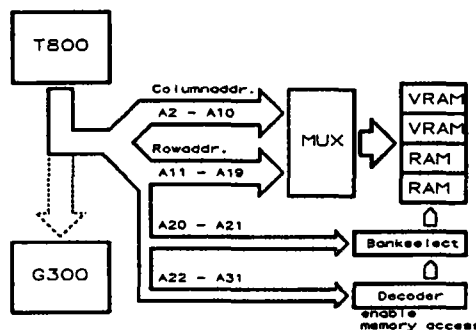 T800
Columnaddr.
A2 - A10
Rowaddr.
A11 - A19
MUX
VRAM
VRAM
RAM
RAM
A20 - A21
Bankselect
G300
A22 - A31
Decoder
enable
memory access